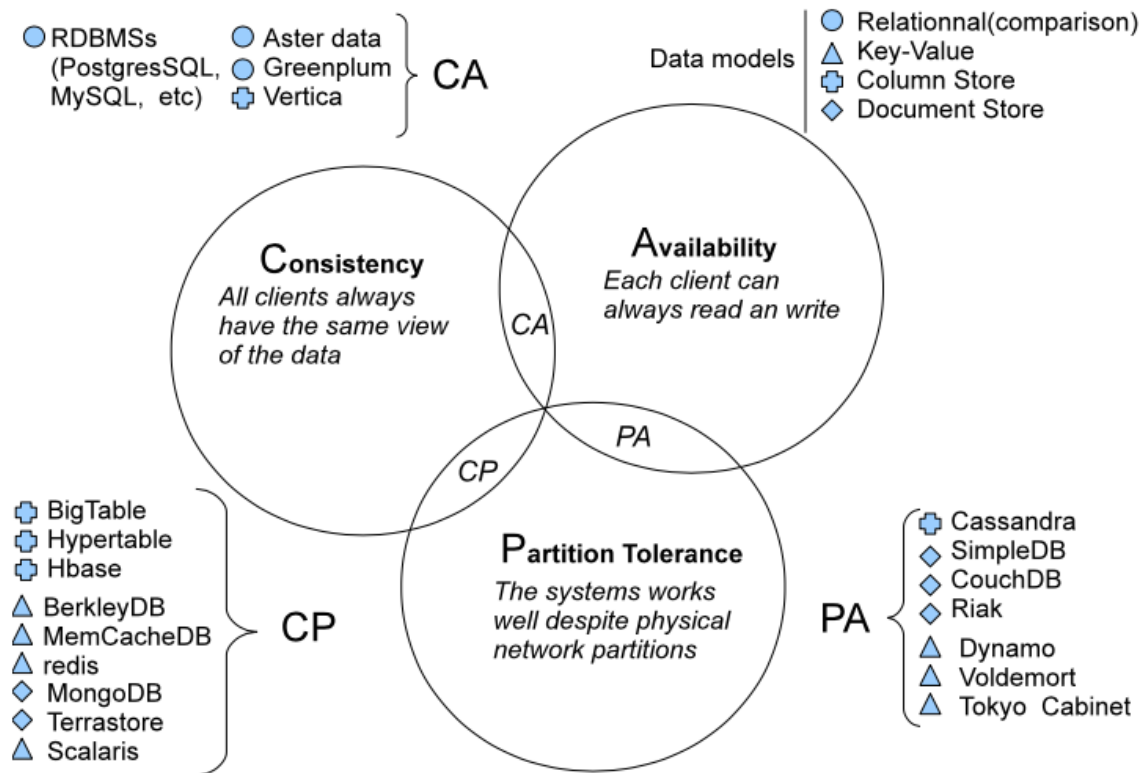 RDBMSs
(PostgresSQL,
MySQL, etc)
Aster data
Greenplum
Vertica
CA
Data models
Relationnal(comparison)
Key-Value
Column Store
Document Store
Consistency
All clients always
have the same view
of the data
Availability
Each client can
always read an write
CA
PA
CP
Partition Tolerance
The systems works
well despite physical
network partitions
BigTable
Hypertable
Hbase
BerkleyDB
MemCacheDB
redis
MongoDB
Terrastore
Scalaris
CP
PA
Cassandra
SimpleDB
CouchDB
Riak
Dynamo
Voldemort
Tokyo Cabinet